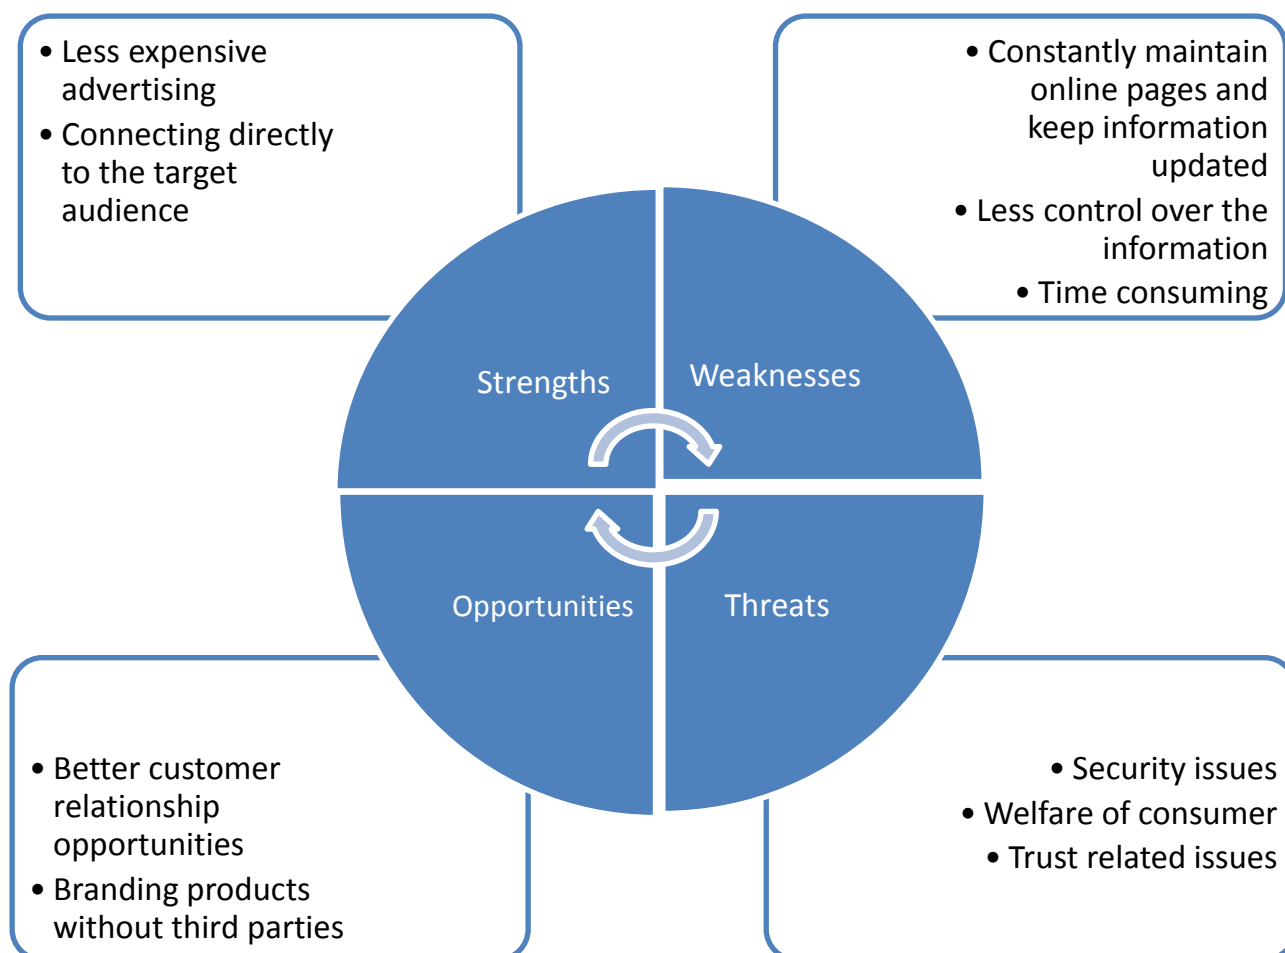 • Less expensive
advertising
• Connecting directly
to the target
audience
• Constantly maintain
online pages and
keep information
updated
• Less control over the
information
• Time consuming
Strengths
Weaknesses
Opportunities
Threats
• Better customer
relationship
opportunities
• Branding products
without third parties
• Security issues
• Welfare of consumer
• Trust related issues